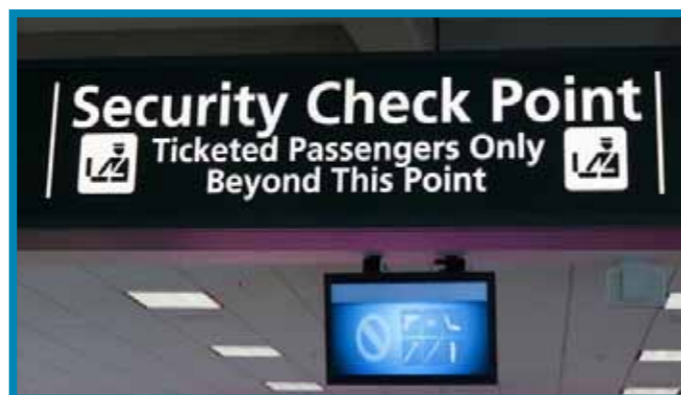 Security Check Point
Ticketed Passengers Only
Beyond This Point